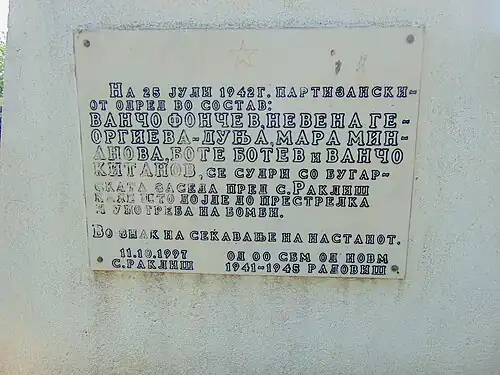 На 25 јули 1942г. партизански-
от одред во состав:
ВАНЧО ФОНЧЕВ, НЕВЕНА ГЕ-
ОРГИЕВА-ДУЊА, МАРА МИН-
АНОВА, БОТЕ БОТЕВ и ВАНЧО
КИТАНОВ, се судри со бугар-
ската заседа пред с. Раклиш
каде што дојде до престрелка
и употреба на бомби.
Во знак на секавање на настанот.
11.10.1997 од оо сбм од новм
с. Раклиш 1941-1945 Радовиш